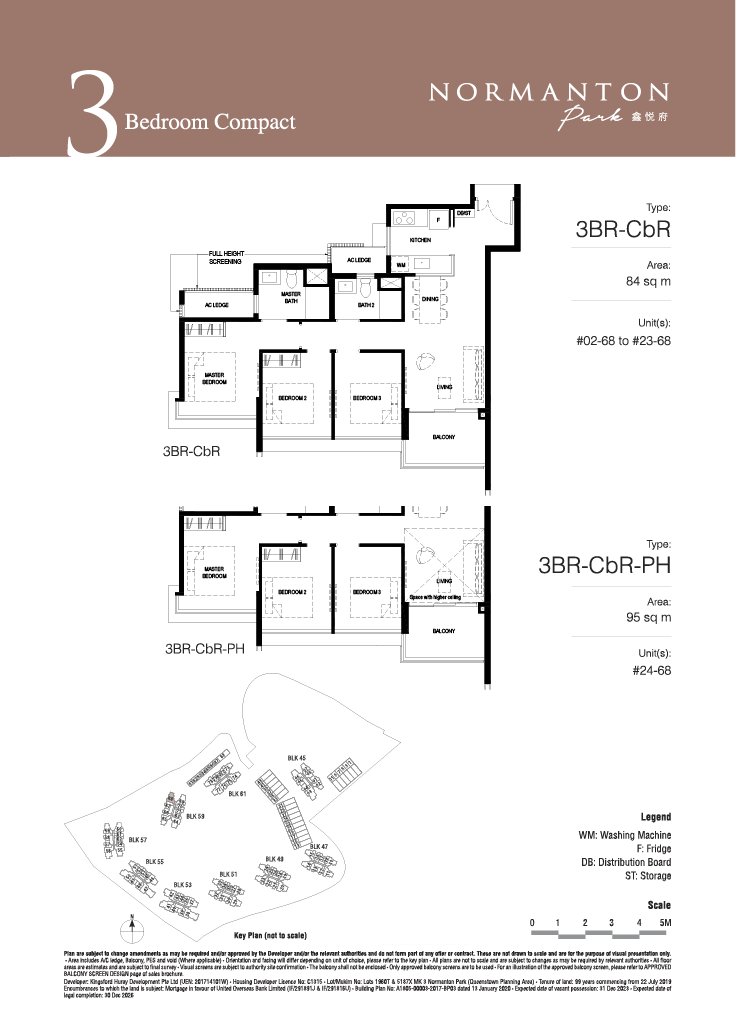 3 Bedroom Compact
NORMANTON
Park 鑫悦府
Type:
3BR-CbR
Area:
84 sq m
Unit(s):
#02-68 to #23-68
DB/ST
F
KITCHEN
WM
FULL HEIGHT
SCREENING
AC LEDGE
AC LEDGE
MASTER
BATH
BATH 2
DINING
MASTER
BEDROOM
BEDROOM 2
BEDROOM 3
LIVING
BALCONY
3BR-CbR
Type:
3BR-CbR-PH
Area:
95 sq m
Unit(s):
#24-68
MASTER
BEDROOM
BEDROOM 2
BEDROOM 3
LIVING
Space with higher ceiling
BALCONY
3BR-CbR-PH
BLK 45
BLK 61
BLK 59
BLK 57
BLK 47
BLK 55
BLK 49
BLK 51
BLK 53
N
Key Plan (not to scale)
Legend
WM: Washing Machine
F: Fridge
DB: Distribution Board
ST: Storage
Scale
0 1 2 3 4 5M
Plan are subject to change amendments as may be required and/or approved by the Developer and/or the relevant authorities and do not form part of any offer or contract. These are not drawn to scale and are for the purpose of visual presentation only.
- Area includes A/C ledge, Balcony, PES and void (Where applicable) - Orientation and facing will differ depending on unit of choice, please refer to the key plan - All plans are not to scale and are subject to changes as may be required by relevant authorities - All floor
areas are estimates and are subject to final survey - Visual screens are subject to authority site confirmation - The balcony shall not be enclosed - Only approved balcony screens are to be used - For an illustration of the approved balcony screen, please refer to APPROVED
BALCONY SCREEN DESIGN page of sales brochure.
Developer: Kingsford Huray Development Pte Ltd (UEN: 201714101W) - Housing Developer Licence No: C1315 - Lot/Mukim No: Lots 1960T & 5187X MK 3 Normanton Park (Queenstown Planning Area) - Tenure of land: 99 years commencing from 22 July 2019
Encumbrances to which the land is subject: Mortgage in favour of United Overseas Bank Limited (IF/291891J & IF/291816U) - Building Plan No: A1805-00003-2017-BP03 dated 13 January 2020 - Expected date of vacant possession: 31 Dec 2023 - Expected date of
legal completion: 30 Dec 2026